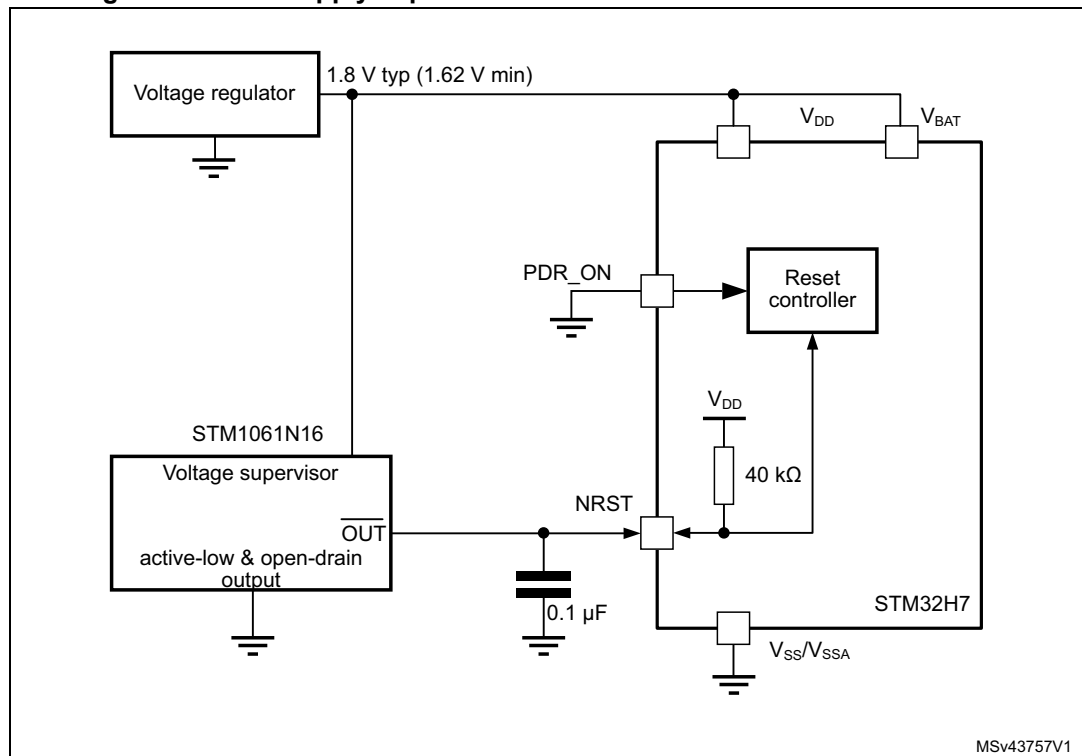 Voltage regulator
1.8 V typ (1.62 V min)
VDD
VBAT
PDR_ON
Reset
controller
VDD
STM1061N16
Voltage supervisor
40 kΩ
NRST
OUT
active-low & open-drain
output
0.1 µF
STM32H7
VSS/VSSA
MSv43757V1